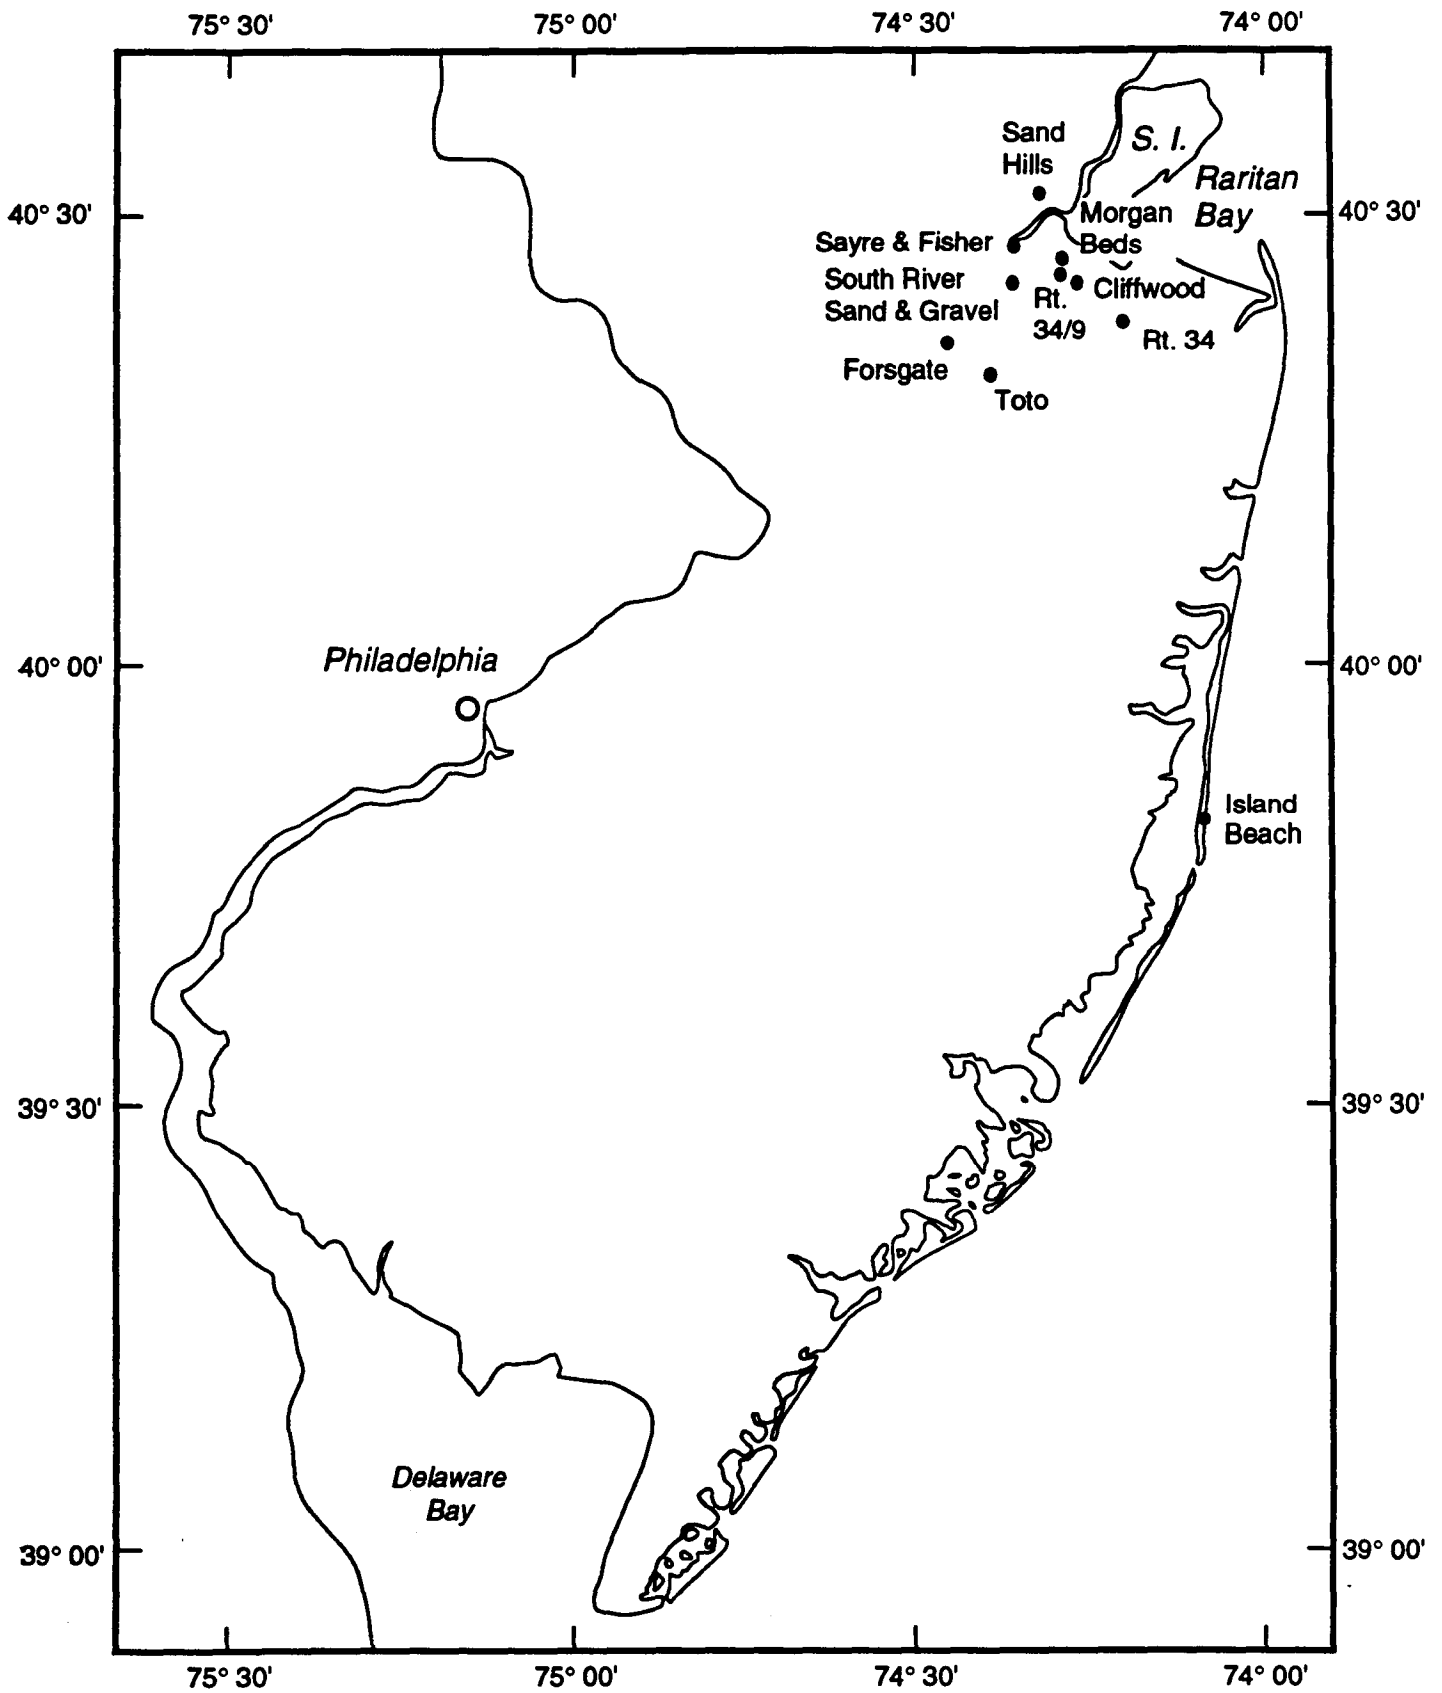 75° 30' 75° 00' 74° 30' 74° 00'
Sand
Hills
S. I.
Raritan
Bay
40° 30' 40° 30'
Morgan
Beds
Sayre & Fisher
South River
Sand & Gravel
Rt.
34/9
Cliffwood
Rt. 34
Forsgate
Toto
Philadelphia
40° 00' 40° 00'
Island
Beach
39° 30' 39° 30'
Delaware
Bay
39° 00' 39° 00'
75° 30' 75° 00' 74° 30' 74° 00'